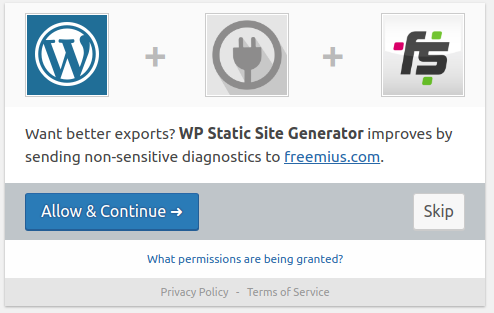 fs
Want better exports? WP Static Site Generator improves by
sending non-sensitive diagnostics to freemius.com.
Allow & Continue ➜
Skip
What permissions are being granted?
Privacy Policy - Terms of Service